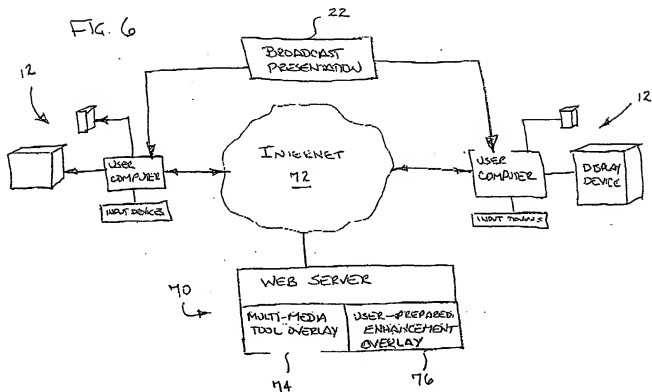 FIG. 6
22
BROADCAST
PRESENTATION
12
12
USER
COMPUTER
INPUT DEVICES
INTERNET
72
USER
COMPUTER
DISPLAY
DEVICE
INPUT DEVICES
WEB SERVER
70
MULTI-MEDIA
TOOL OVERLAY
USER-PREPARED
ENHANCEMENT
OVERLAY
74
76